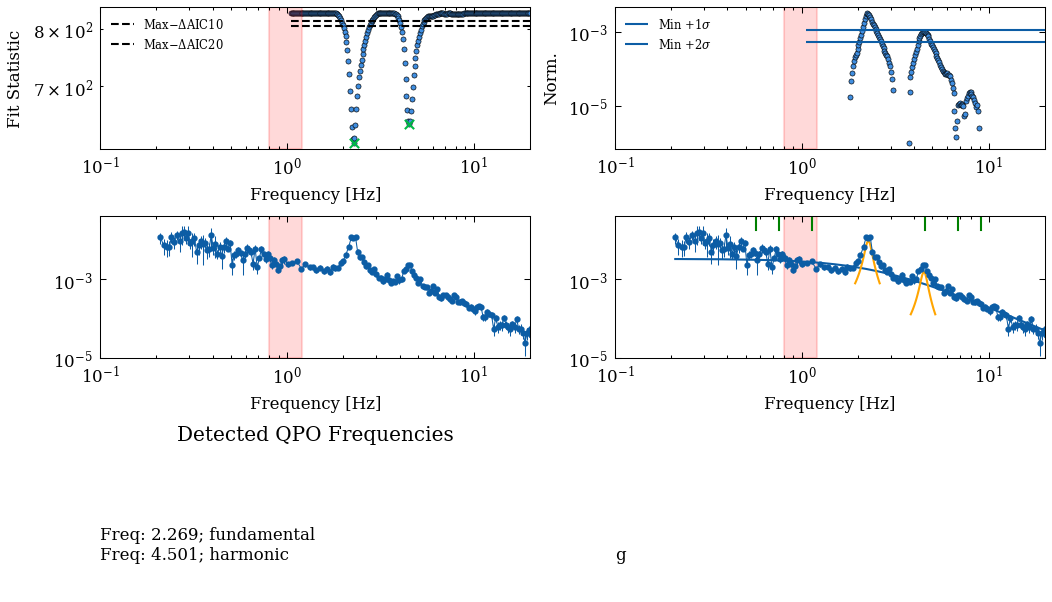 Fit Statistic
8 × 10²
7 × 10²
Max−ΔAIC10
Max−ΔAIC20
10⁻¹ 10⁰ 10¹
Frequency [Hz]
Norm.
10⁻³
10⁻⁵
Min +1σ
Min +2σ
10⁻¹ 10⁰ 10¹
Frequency [Hz]
10⁻³
10⁻⁵
10⁻¹ 10⁰ 10¹
Frequency [Hz]
10⁻³
10⁻⁵
10⁻¹ 10⁰ 10¹
Frequency [Hz]
Detected QPO Frequencies
Freq: 2.269; fundamental
Freq: 4.501; harmonic
g